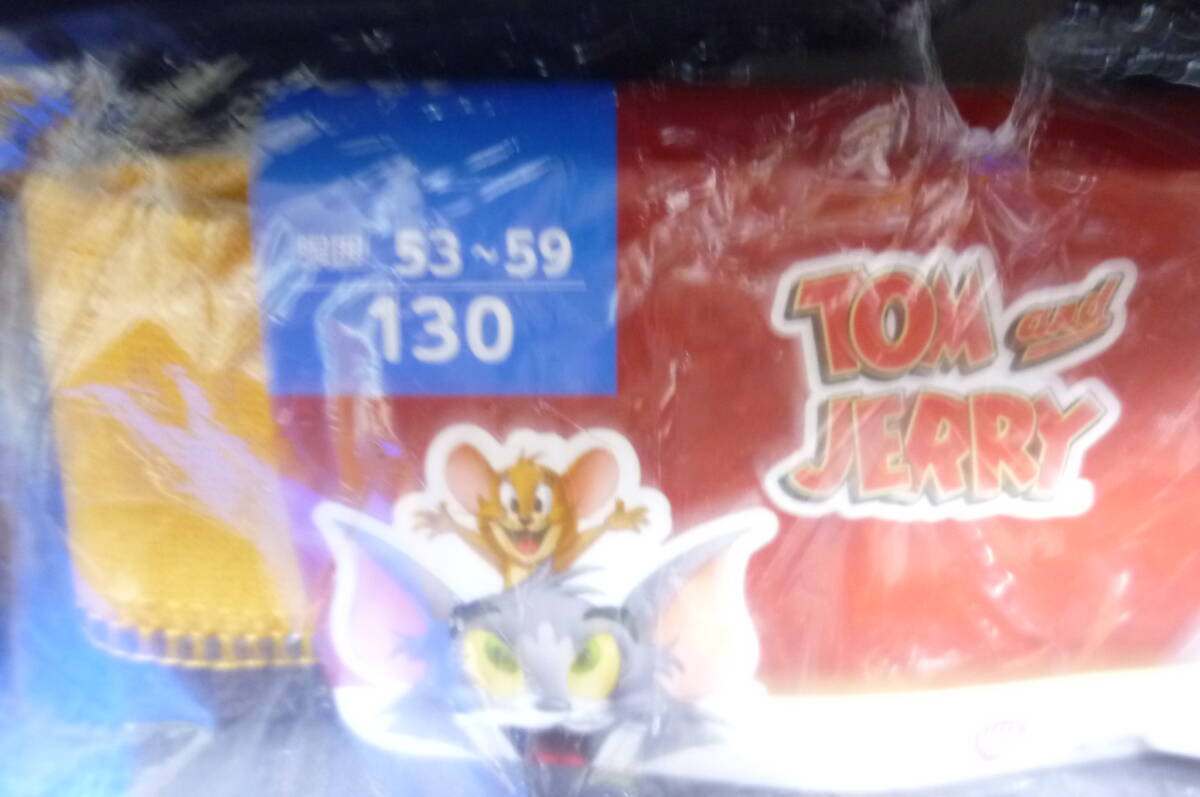 53~59
130
TOM and
JERRY